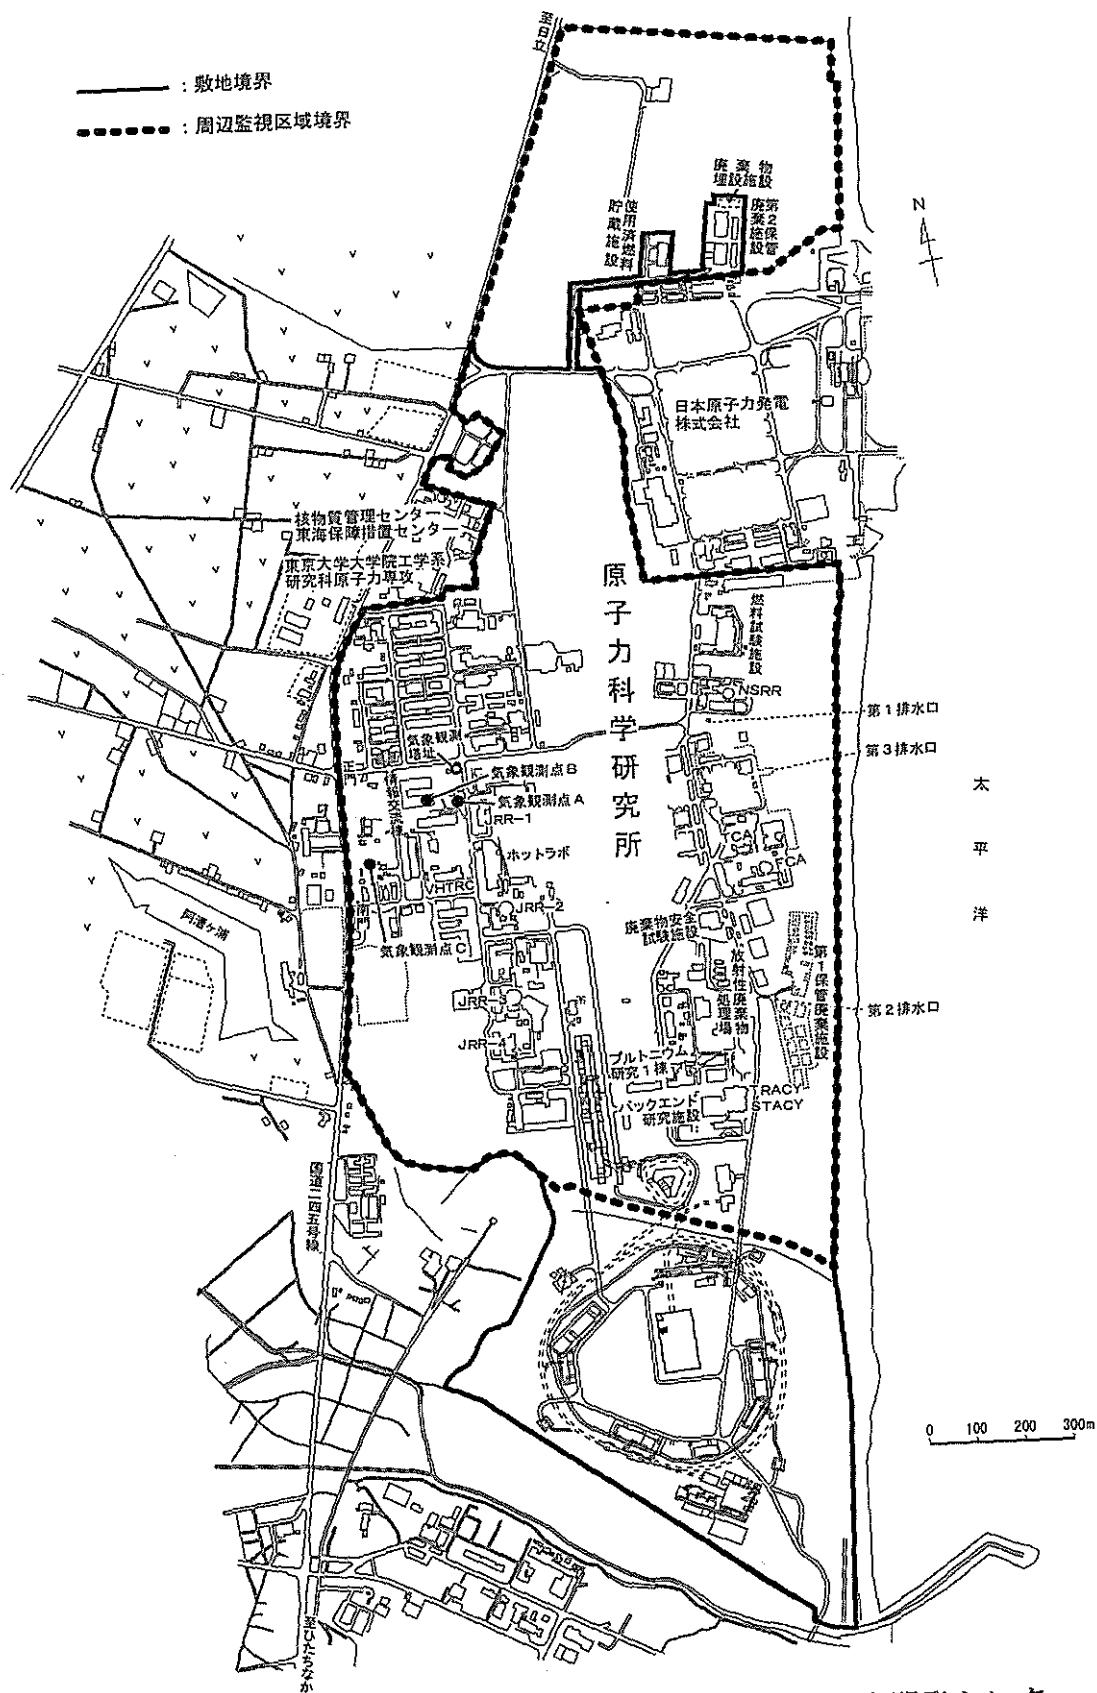 至日立
：敷地境界
：周辺監視区域境界
廃棄物
埋設施設
第2保管
廃棄施設
使用済燃料
貯蔵施設
N
日本原子力発電
株式会社
核物質管理センター
東海保障措置センター
東京大学大学院工学系
研究科原子力専攻
原子力科学研究所
燃料試験施設
NSRR
第1排水口
第3排水口
太平洋
気象観測
塔址
正門
情報交流棟
気象観測点B
気象観測点A
JRR-1
TCA
FCA
ホットラボ
VHTRC
JRR-2
南門
気象観測点C
阿漕ヶ浦
廃棄物安全
試験施設
放射性廃棄物
処理場
第1保管廃棄施設
第2排水口
JRR-3
JRR-4
プルトニウム
研究1棟
バックエンド
研究施設
TRACY
STACY
国道二四五号線
0 100 200 300m
至ひたちなか